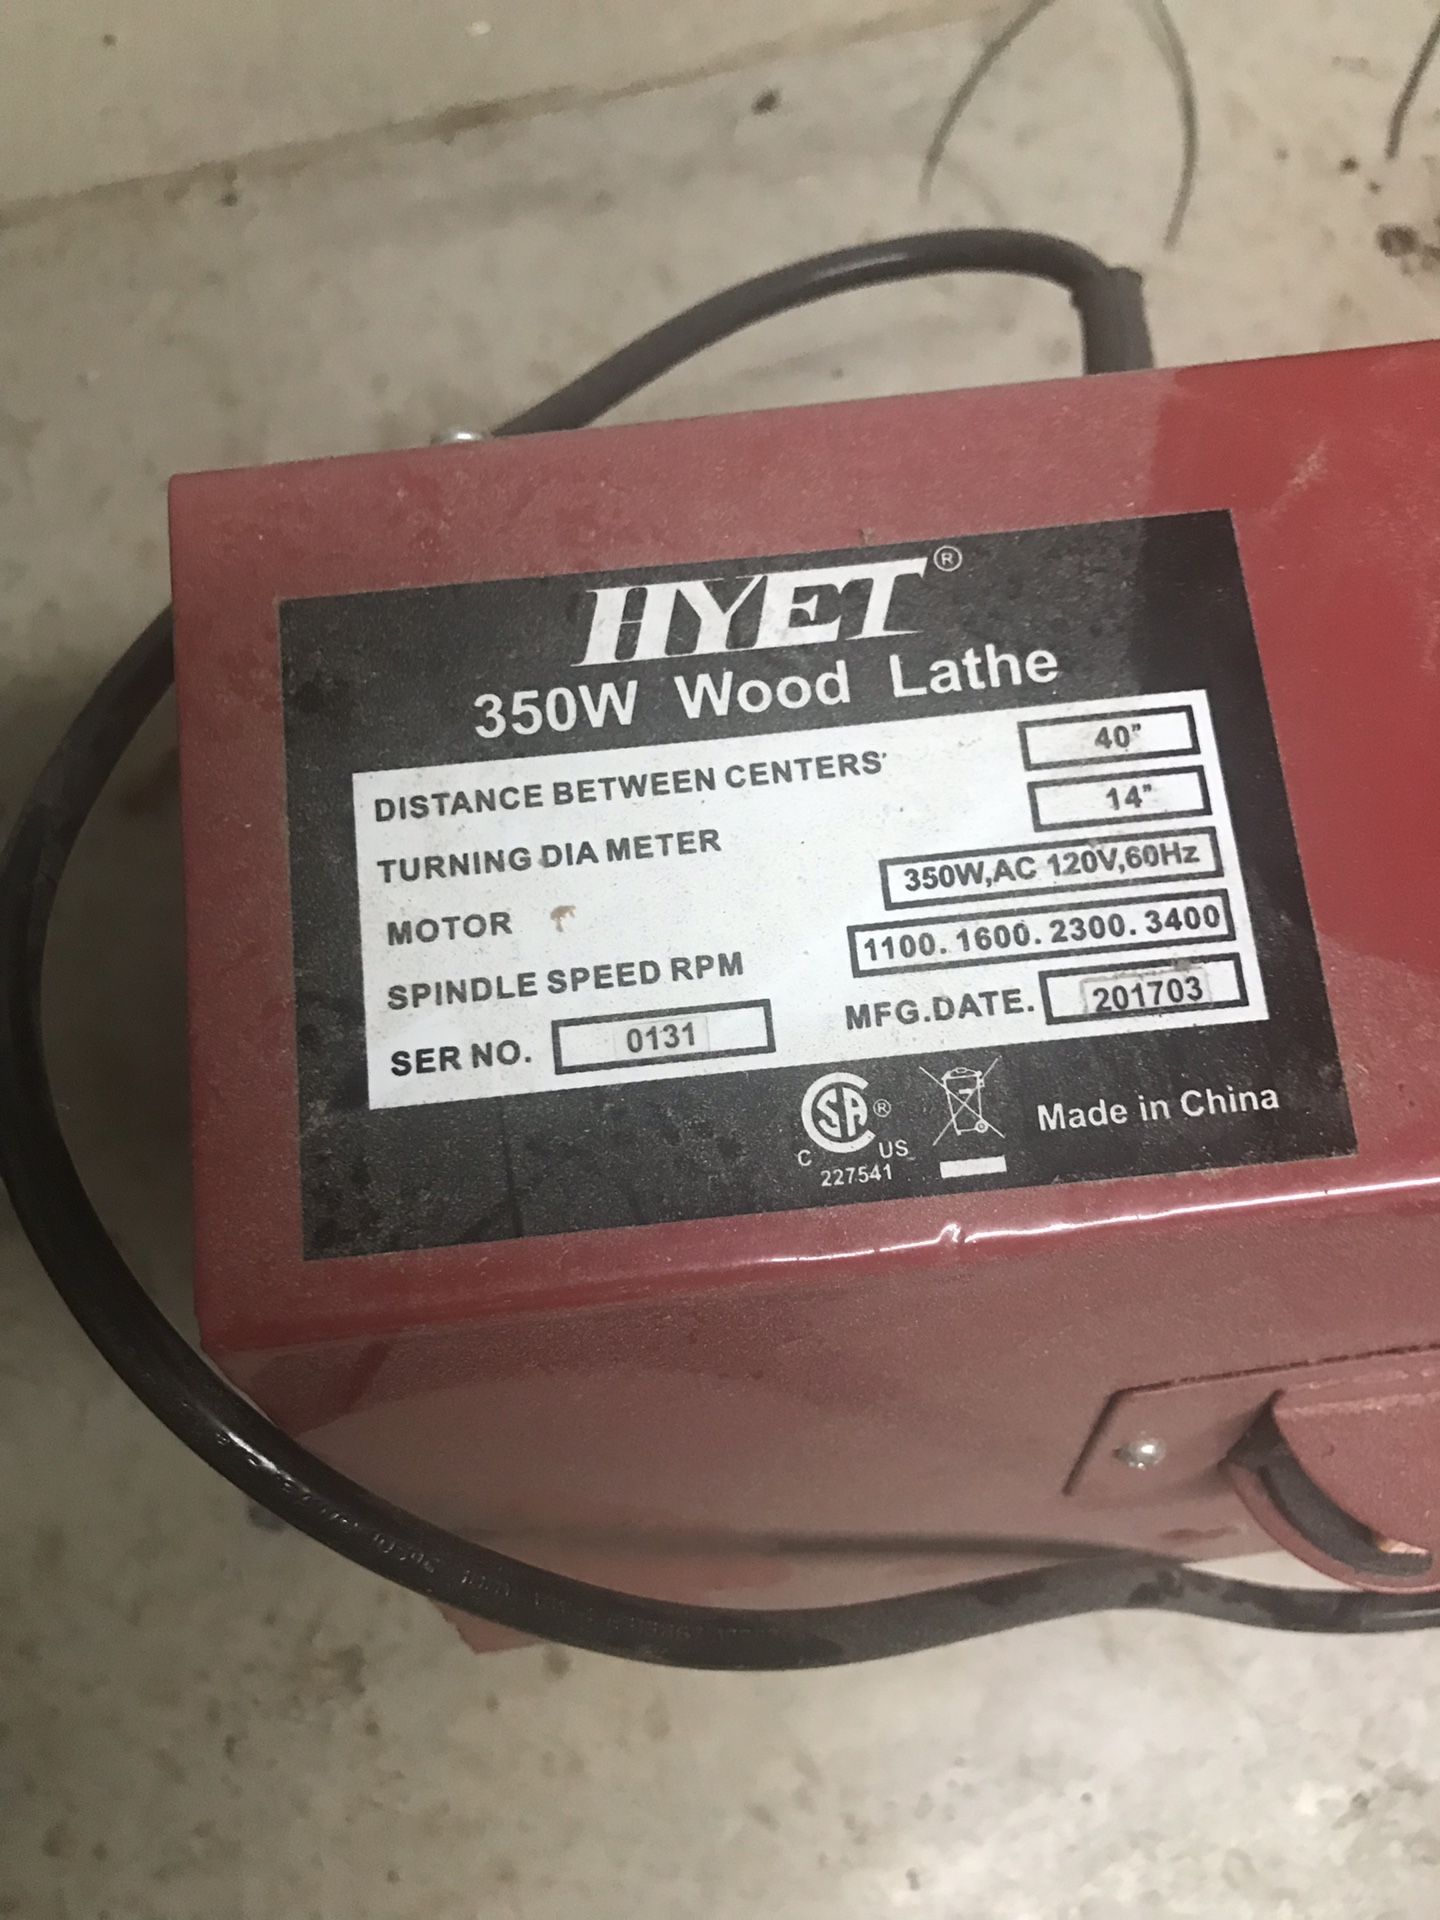 HYET®
350W Wood Lathe
DISTANCE BETWEEN CENTERS' 40"
TURNING DIA METER 14"
MOTOR 350W,AC 120V,60Hz
SPINDLE SPEED RPM 1100. 1600. 2300. 3400
SER NO. 0131 MFG.DATE. 201703
CSA®
C US
227541
Made in China